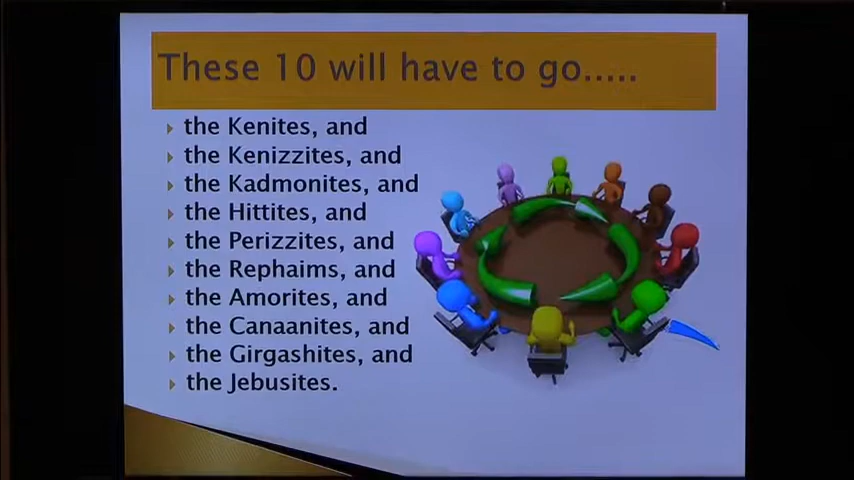 These 10 will have to go.....
the Kenites, and
the Kenizzites, and
the Kadmonites, and
the Hittites, and
the Perizzites, and
the Rephaims, and
the Amorites, and
the Canaanites, and
the Girgashites, and
the Jebusites.